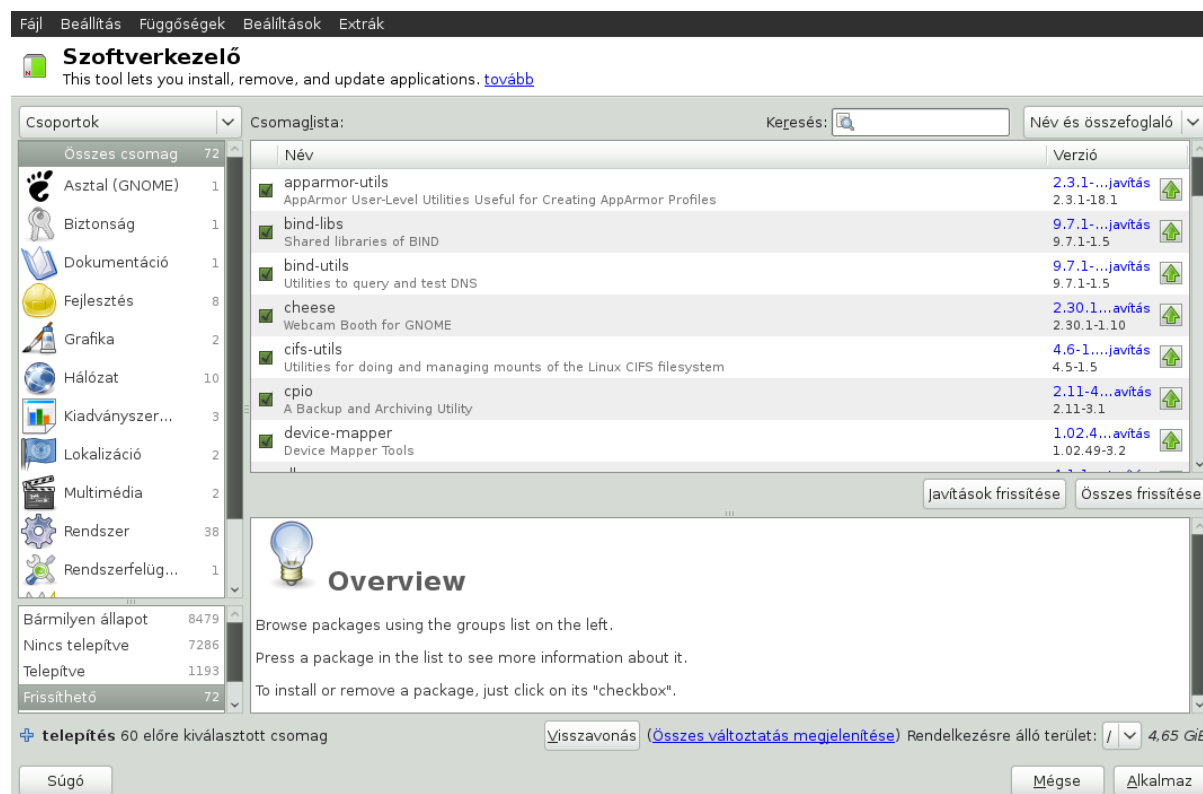 Fájl Beállítás Függőségek Beálíltások Extrák
Szoftverkezelő
This tool lets you install, remove, and update applications. tovább
Csoportok
Csomaglista:
Keresés:
Név és összefoglaló
Összes csomag 72
Asztal (GNOME) 1
Biztonság 1
Dokumentáció 1
Fejlesztés 8
Grafika 2
Hálózat 10
Kiadványszer... 3
Lokalizáció 2
Multimédia 2
Rendszer 38
Rendszerfelüg... 1
Bármilyen állapot 8479
Nincs telepítve 7286
Telepítve 1193
Frissíthető 72
Név Verzió
apparmor-utils 2.3.1-...javítás
AppArmor User-Level Utilities Useful for Creating AppArmor Profiles 2.3.1-18.1
bind-libs 9.7.1-...javítás
Shared libraries of BIND 9.7.1-1.5
bind-utils 9.7.1-...javítás
Utilities to query and test DNS 9.7.1-1.5
cheese 2.30.1...avítás
Webcam Booth for GNOME 2.30.1-1.10
cifs-utils 4.6-1....javítás
Utilities for doing and managing mounts of the Linux CIFS filesystem 4.5-1.5
cpio 2.11-4...avítás
A Backup and Archiving Utility 2.11-3.1
device-mapper 1.02.4...avítás
Device Mapper Tools 1.02.49-3.2
Javítások frissítése Összes frissítése
Overview
Browse packages using the groups list on the left.
Press a package in the list to see more information about it.
To install or remove a package, just click on its "checkbox".
telepítés 60 előre kiválasztott csomag
Visszavonás (Összes változtatás megjelenítése) Rendelkezésre álló terület: / 4,65 GiB
Súgó Mégse Alkalmaz